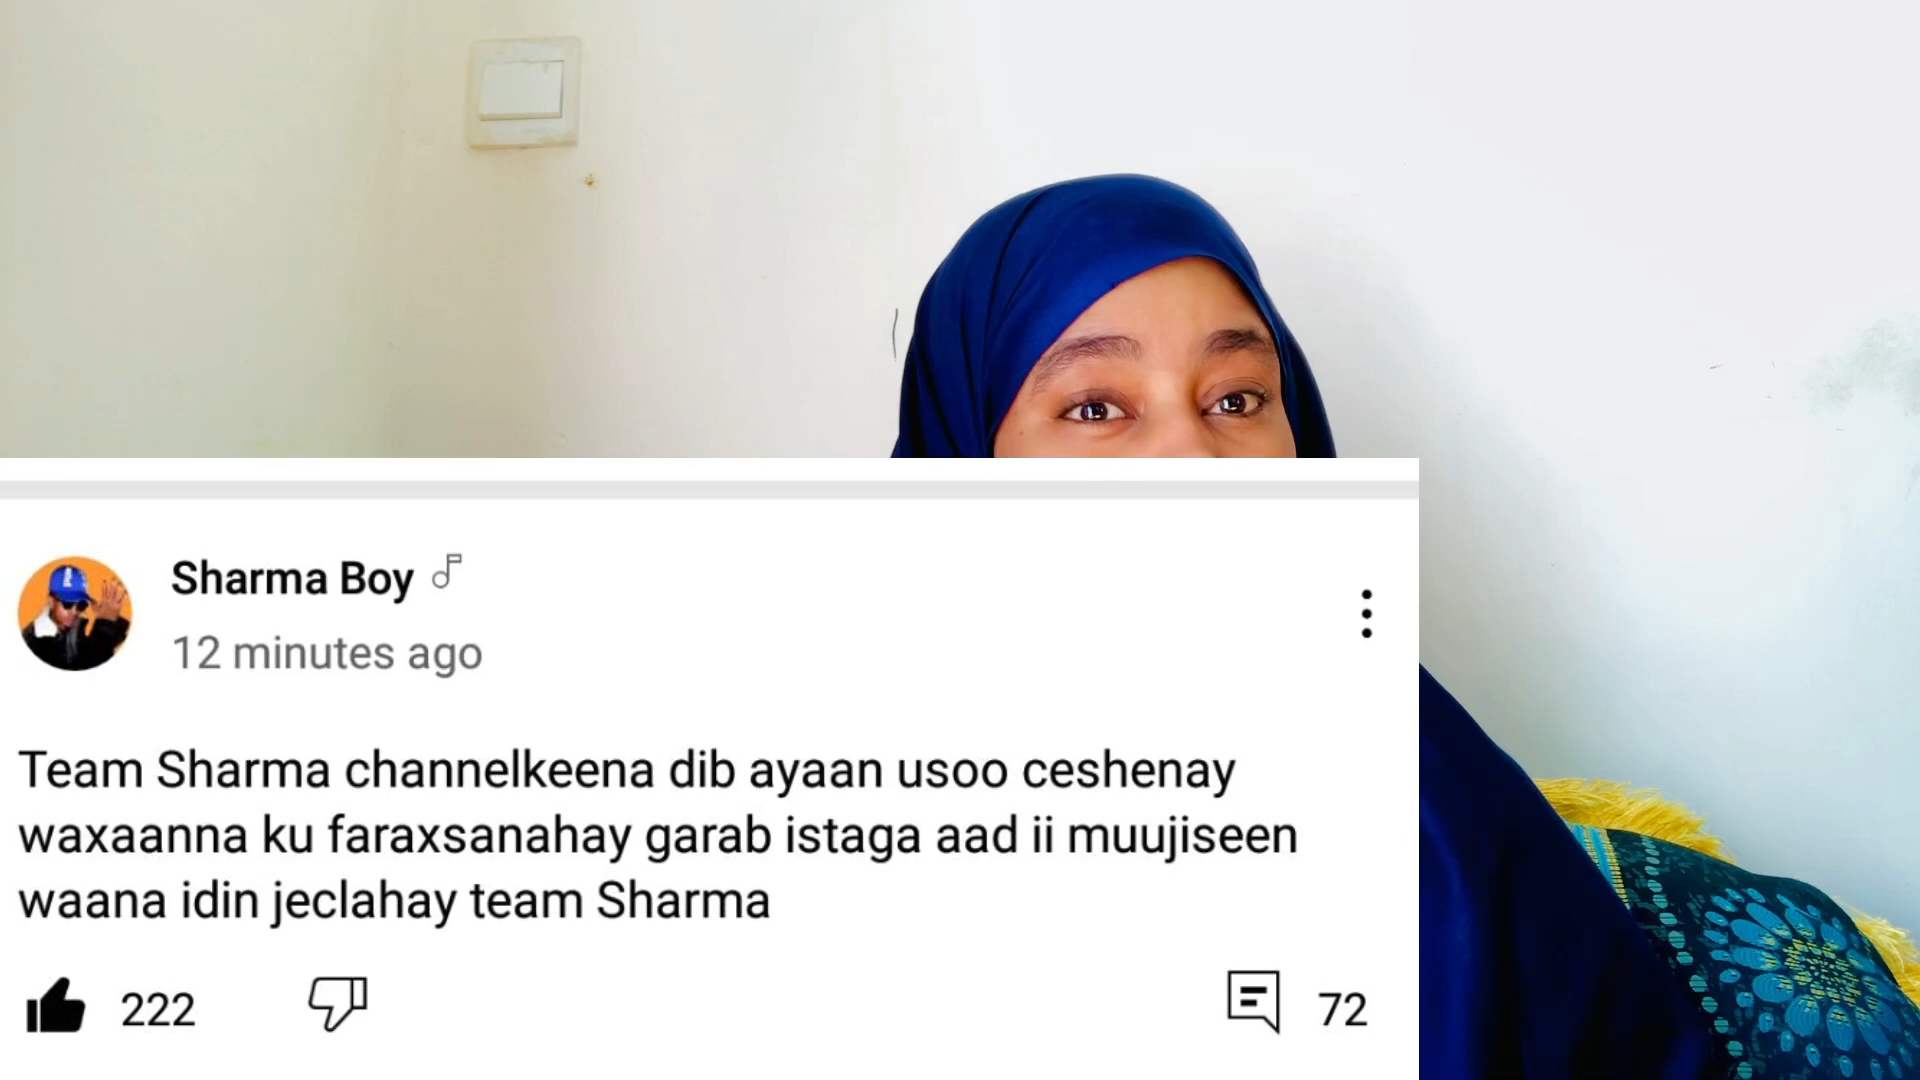 Sharma Boy
12 minutes ago
Team Sharma channelkeena dib ayaan usoo ceshenay
waxaanna ku faraxsanahay garab istaga aad ii muujiseen
waana idin jeclahay team Sharma
222
72